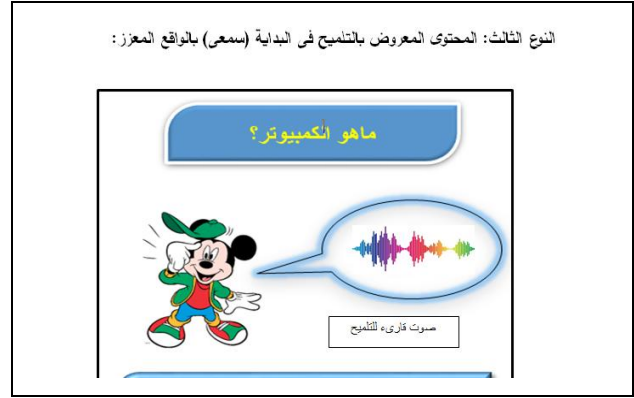 النوع الثالث: المحتوى المعروض بالتلميح فى البداية (سمعى) بالواقع المعزز:
ماهو الكمبيوتر؟
صوت قارىء للتلميح